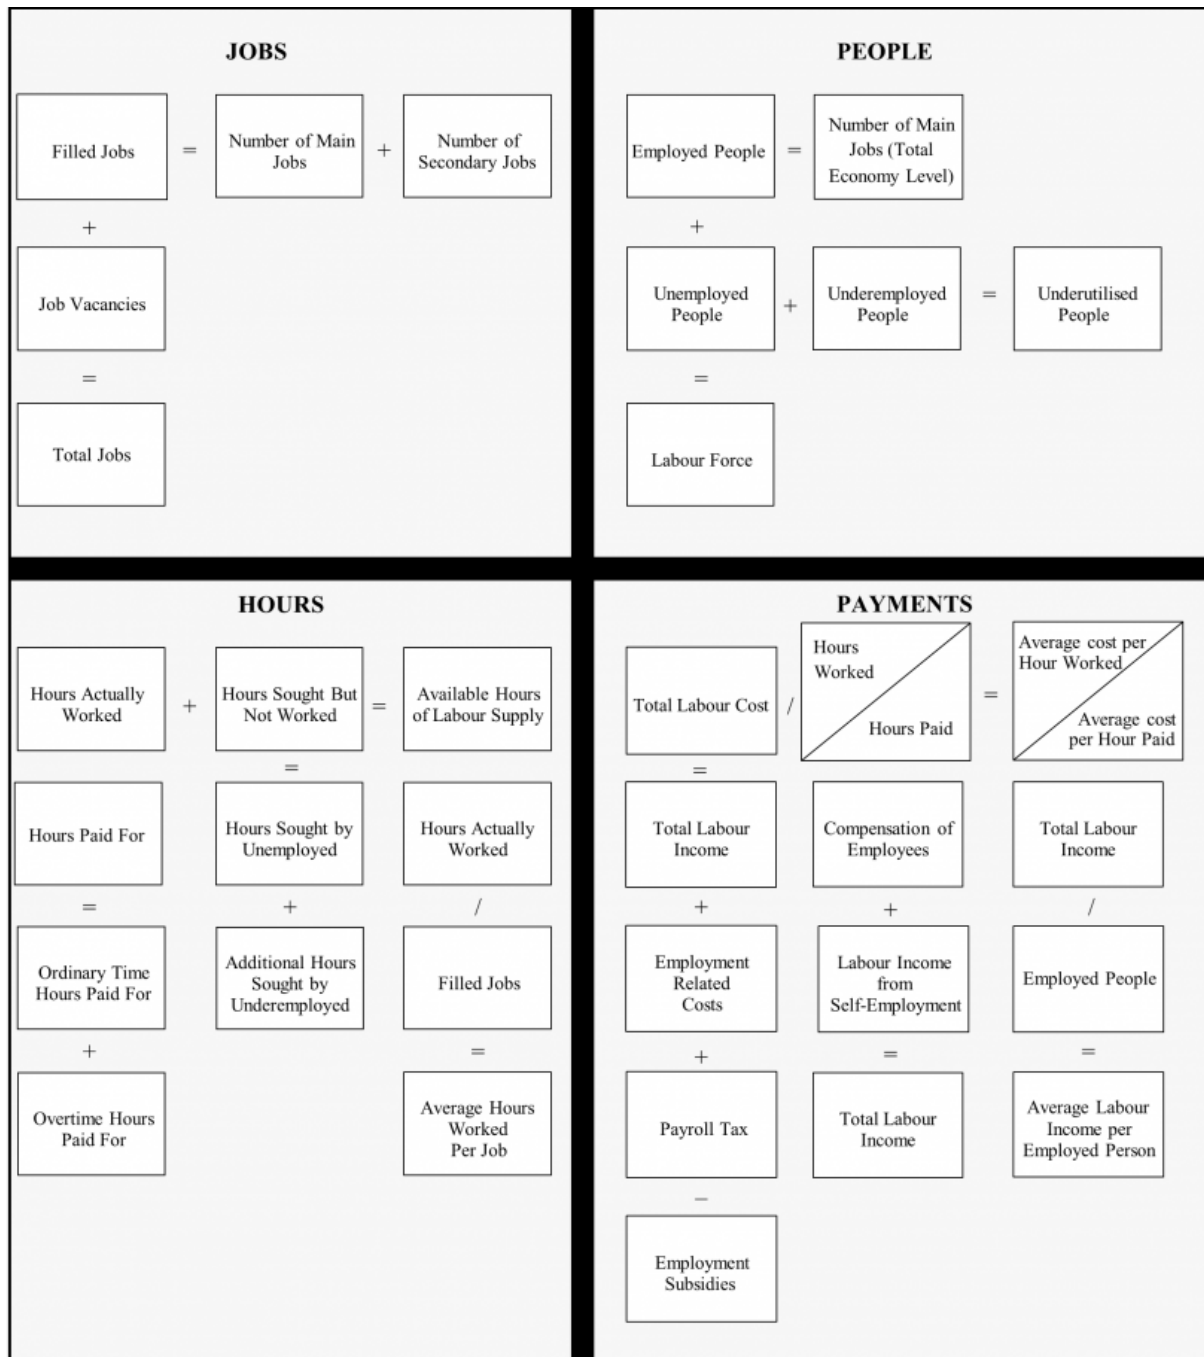 JOBS
Filled Jobs
=
Number of Main
Jobs
+
Number of
Secondary Jobs
+
Job Vacancies
=
Total Jobs
PEOPLE
Employed People
=
Number of Main
Jobs (Total
Economy Level)
+
Unemployed
People
+
Underemployed
People
=
Underutilised
People
=
Labour Force
HOURS
Hours Actually
Worked
+
Hours Sought But
Not Worked
=
Available Hours
of Labour Supply
=
Hours Paid For
Hours Sought by
Unemployed
Hours Actually
Worked
=
+
/
Ordinary Time
Hours Paid For
Additional Hours
Sought by
Underemployed
Filled Jobs
+
=
Overtime Hours
Paid For
Average Hours
Worked
Per Job
PAYMENTS
Total Labour Cost
/
Hours
Worked
Hours Paid
=
Average cost per
Hour Worked
Average cost
per Hour Paid
=
Total Labour
Income
Compensation of
Employees
Total Labour
Income
+
+
/
Employment
Related
Costs
Labour Income
from
Self-Employment
Employed People
+
=
=
Payroll Tax
Total Labour
Income
Average Labour
Income per
Employed Person
−
Employment
Subsidies